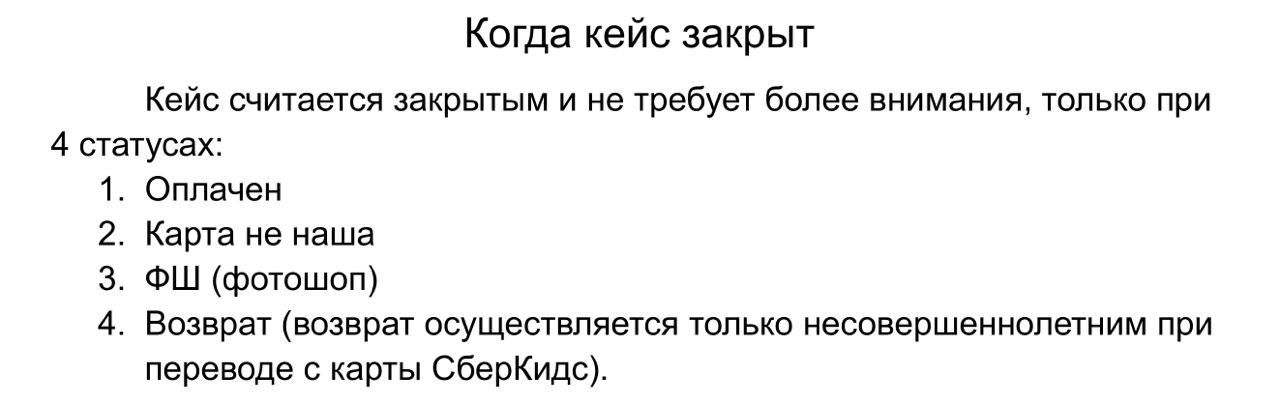 Когда кейс закрыт
Кейс считается закрытым и не требует более внимания, только при
4 статусах:
1. Оплачен
2. Карта не наша
3. ФШ (фотошоп)
4. Возврат (возврат осуществляется только несовершеннолетним при
переводе с карты СберКидс).